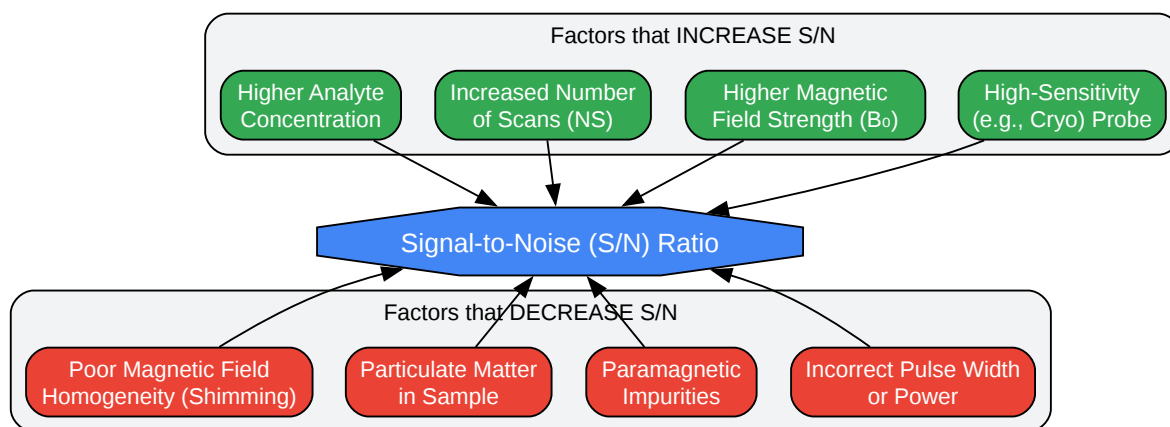 Factors that INCREASE S/N
Higher Analyte
Concentration
Increased Number
of Scans (NS)
Higher Magnetic
Field Strength (B₀)
High-Sensitivity
(e.g., Cryo) Probe
Signal-to-Noise (S/N) Ratio
Factors that DECREASE S/N
Poor Magnetic Field
Homogeneity (Shimming)
Particulate Matter
in Sample
Paramagnetic
Impurities
Incorrect Pulse Width
or Power